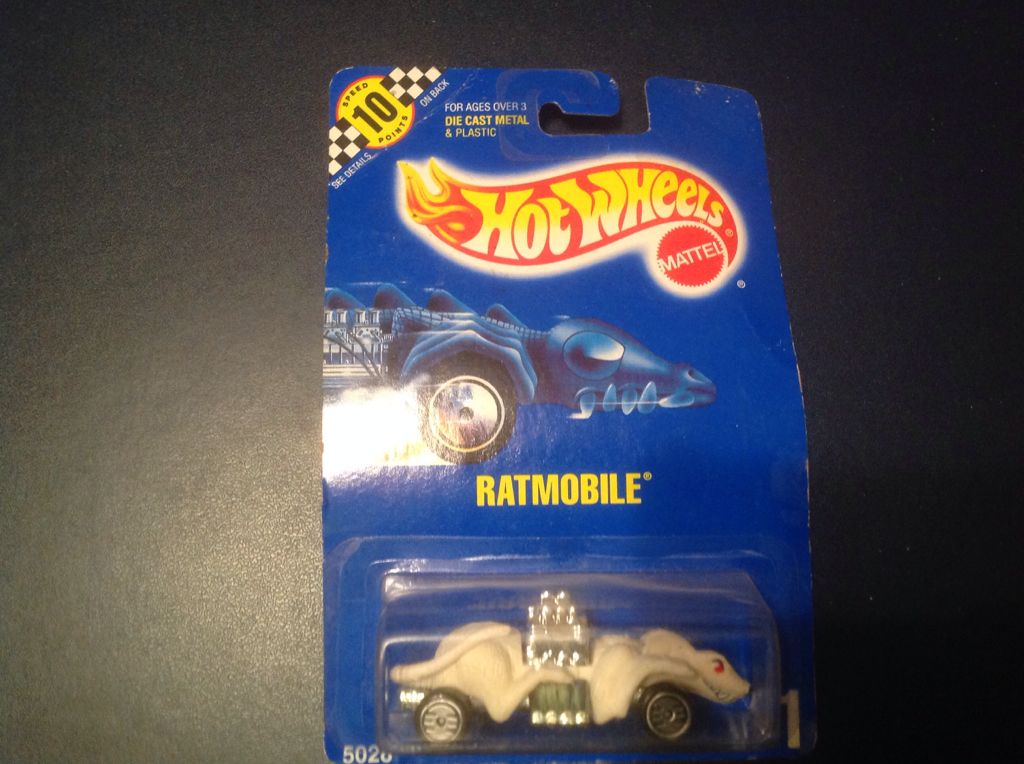 SPEED
10
POINTS
SEE DETAILS
ON BACK
FOR AGES OVER 3
DIE CAST METAL
& PLASTIC
HOT WHEELS®
MATTEL
®
RATMOBILE®
1